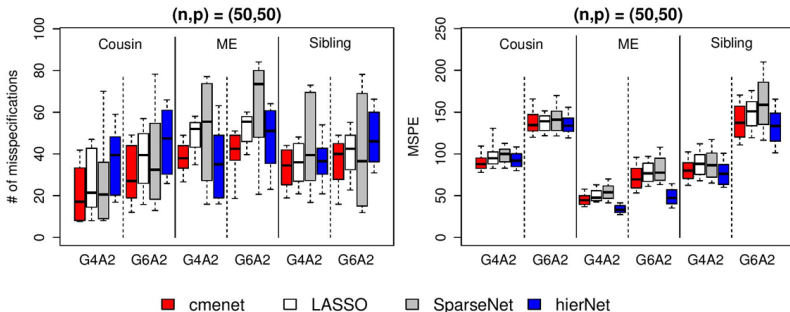 (n,p) = (50,50)
# of misspecifications
100
80
60
40
20
0
Cousin
ME
Sibling
G4A2 G6A2 G4A2 G6A2 G4A2 G6A2
(n,p) = (50,50)
MSPE
250
200
150
100
50
0
Cousin
ME
Sibling
G4A2 G6A2 G4A2 G6A2 G4A2 G6A2
cmenet LASSO SparseNet hierNet